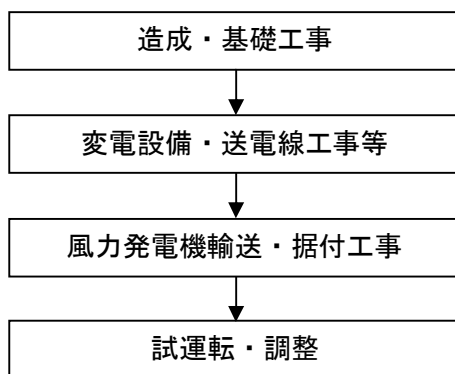 造成・基礎工事
変電設備・送電線工事等
風力発電機輸送・据付工事
試運転・調整